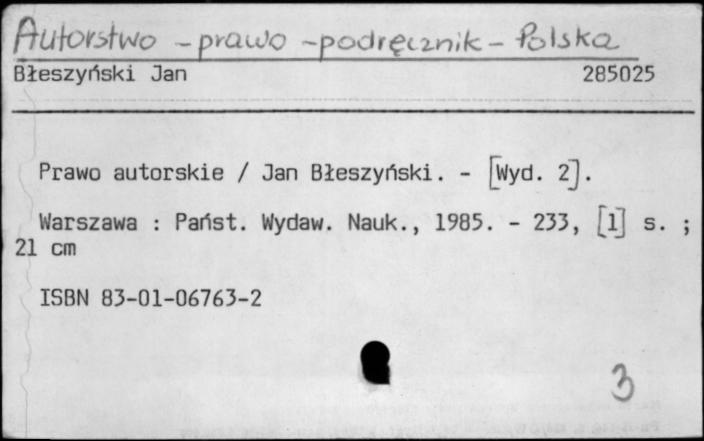 Autorstwo - prawo - podręcznik - Polska
Błeszyński Jan 285025
Prawo autorskie / Jan Błeszyński. - [Wyd. 2].
Warszawa : Państ. Wydaw. Nauk., 1985. - 233, [1] s. ;
21 cm
ISBN 83-01-06763-2
3